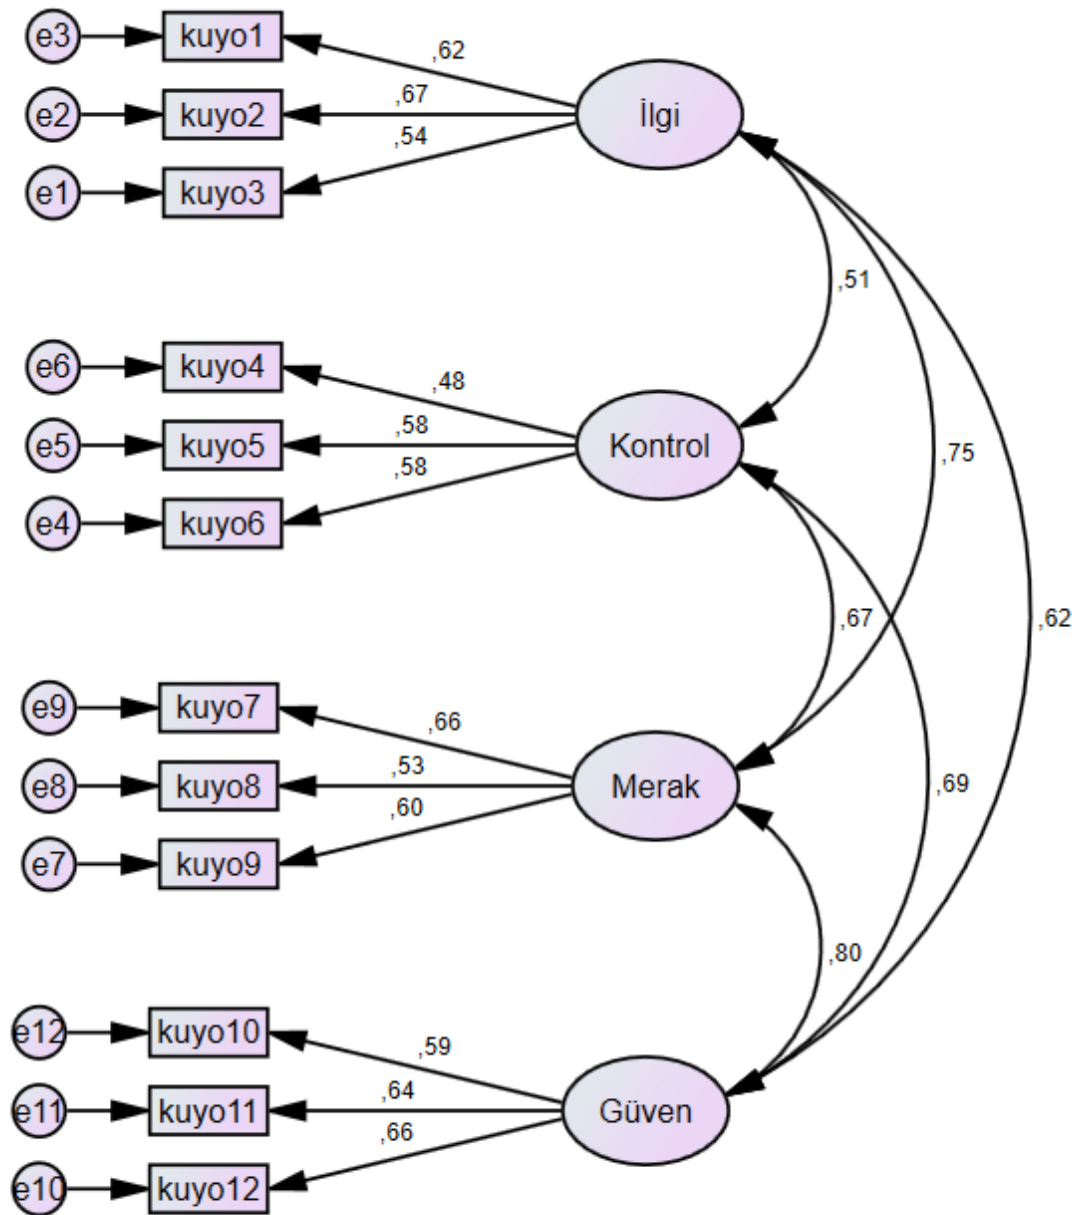 e3
kuyo1
,62
e2
kuyo2
,67
İlgi
e1
kuyo3
,54
,51
e6
kuyo4
,48
e5
kuyo5
,58
Kontrol
,75
e4
kuyo6
,58
,67
,62
e9
kuyo7
,66
e8
kuyo8
,53
Merak
,69
e7
kuyo9
,60
,80
e12
kuyo10
,59
e11
kuyo11
,64
Güven
e10
kuyo12
,66